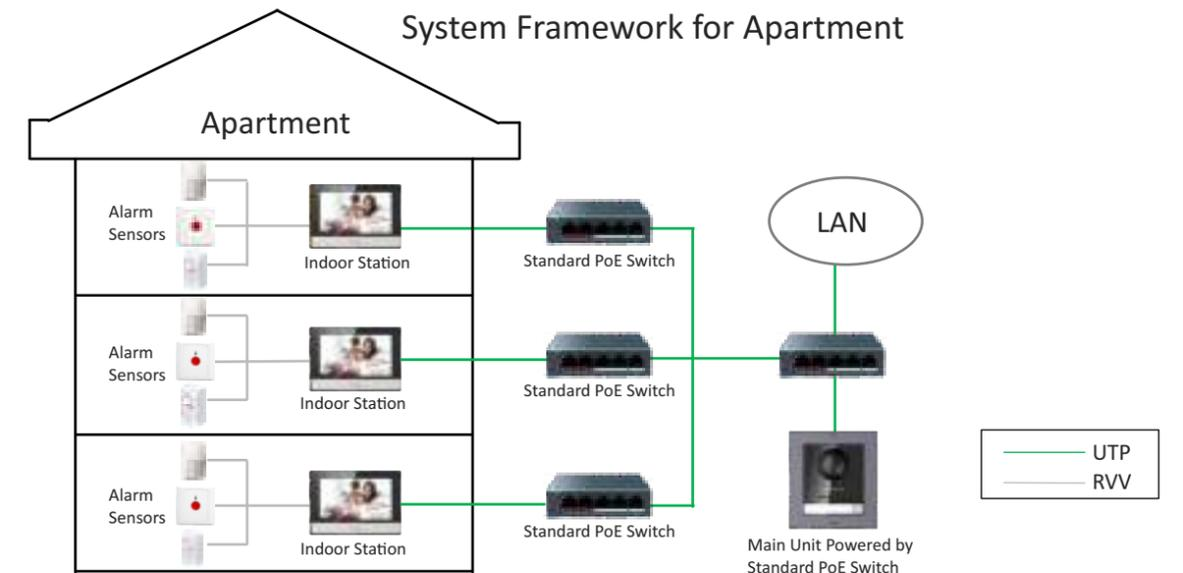 System Framework for Apartment
Apartment
Alarm
Sensors
Indoor Station
Standard PoE Switch
LAN
Alarm
Sensors
Indoor Station
Standard PoE Switch
Alarm
Sensors
Indoor Station
Standard PoE Switch
Main Unit Powered by
Standard PoE Switch
UTP
RVV